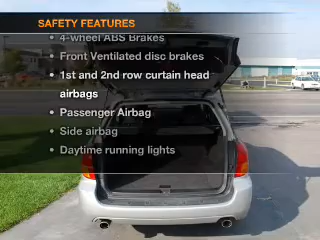 SAFETY FEATURES
• 4-wheel ABS Brakes
• Front Ventilated disc brakes
• 1st and 2nd row curtain head
airbags
• Passenger Airbag
• Side airbag
• Daytime running lights